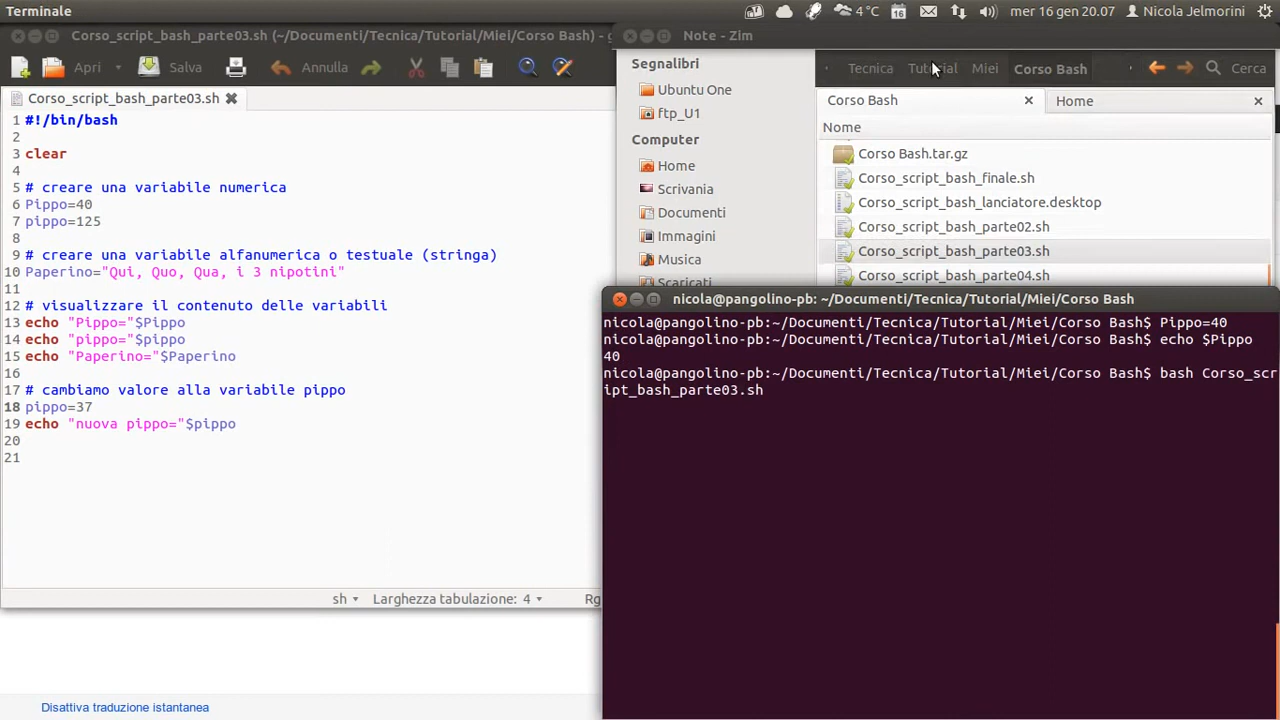 Terminale
4 °C
16
mer 16 gen 20.07
Nicola Jelmorini
Corso_script_bash_parte03.sh (~/Documenti/Tecnica/Tutorial/Miei/Corso Bash) - g
Apri
Salva
Annulla
Corso_script_bash_parte03.sh
1 #!/bin/bash
2
3 clear
4
5 # creare una variabile numerica
6 Pippo=40
7 pippo=125
8
9 # creare una variabile alfanumerica o testuale (stringa)
10 Paperino="Qui, Quo, Qua, i 3 nipotini"
11
12 # visualizzare il contenuto delle variabili
13 echo "Pippo="$Pippo
14 echo "pippo="$pippo
15 echo "Paperino="$Paperino
16
17 # cambiamo valore alla variabile pippo
18 pippo=37
19 echo "nuova pippo="$pippo
20
21
sh
Larghezza tabulazione: 4
Rg
Disattiva traduzione istantanea
Note - Zim
Segnalibri
Ubuntu One
ftp_U1
Computer
Home
Scrivania
Documenti
Immagini
Musica
Scaricati
Tecnica
Tutorial
Miei
Corso Bash
Cerca
Corso Bash
Home
Nome
Corso Bash.tar.gz
Corso_script_bash_finale.sh
Corso_script_bash_lanciatore.desktop
Corso_script_bash_parte02.sh
Corso_script_bash_parte03.sh
Corso_script_bash_parte04.sh
nicola@pangolino-pb: ~/Documenti/Tecnica/Tutorial/Miei/Corso Bash
nicola@pangolino-pb:~/Documenti/Tecnica/Tutorial/Miei/Corso Bash$ Pippo=40
nicola@pangolino-pb:~/Documenti/Tecnica/Tutorial/Miei/Corso Bash$ echo $Pippo
40
nicola@pangolino-pb:~/Documenti/Tecnica/Tutorial/Miei/Corso Bash$ bash Corso_scr
ipt_bash_parte03.sh